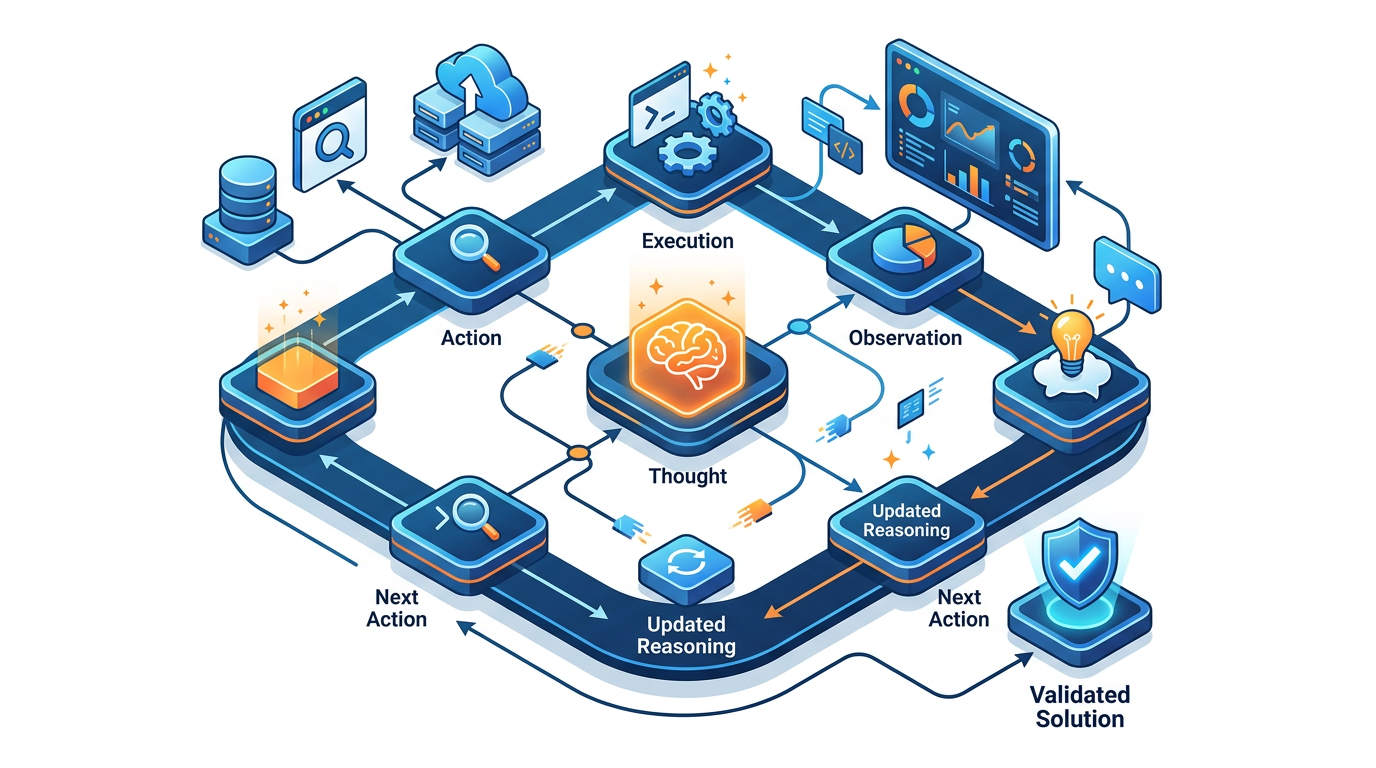 >_
</>
Execution
Action
Observation
Thought
Updated
Reasoning
>
Next
Action
Updated
Reasoning
Next
Action
Validated
Solution